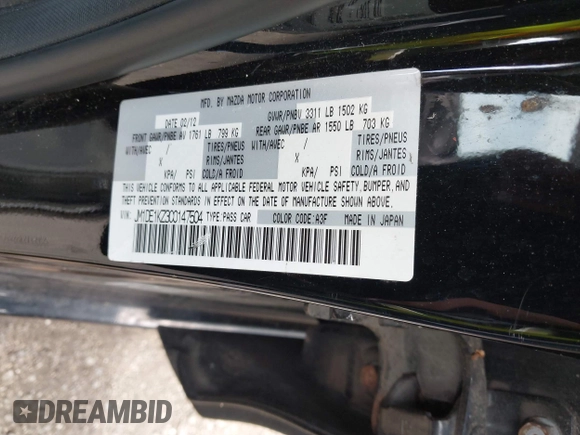 MFD. BY MAZDA MOTOR CORPORATION
DATE 02/12 GVWR/PNBV 3311 LB 1502 KG
FRONT GAWR/PNBE AV 1761 LB 799 KG REAR GAWR/PNBE AR 1550 LB 703 KG
WITH/AVEC / TIRES/PNEUS WITH/AVEC / TIRES/PNEUS
X RIMS/JANTES X RIMS/JANTES
KPA/ PSI COLD/A FROID KPA/ PSI COLD/A FROID
THIS VEHICLE CONFORMS TO ALL APPLICABLE FEDERAL MOTOR VEHICLE SAFETY, BUMPER, AND
THEFT PREVENTION STANDARDS IN EFFECT ON THE DATE OF MANUFACTURE SHOWN ABOVE.
VIN: JM1DE1KZ3C0147504 TYPE:PASS CAR COLOR CODE:A3F MADE IN JAPAN
DREAMBID